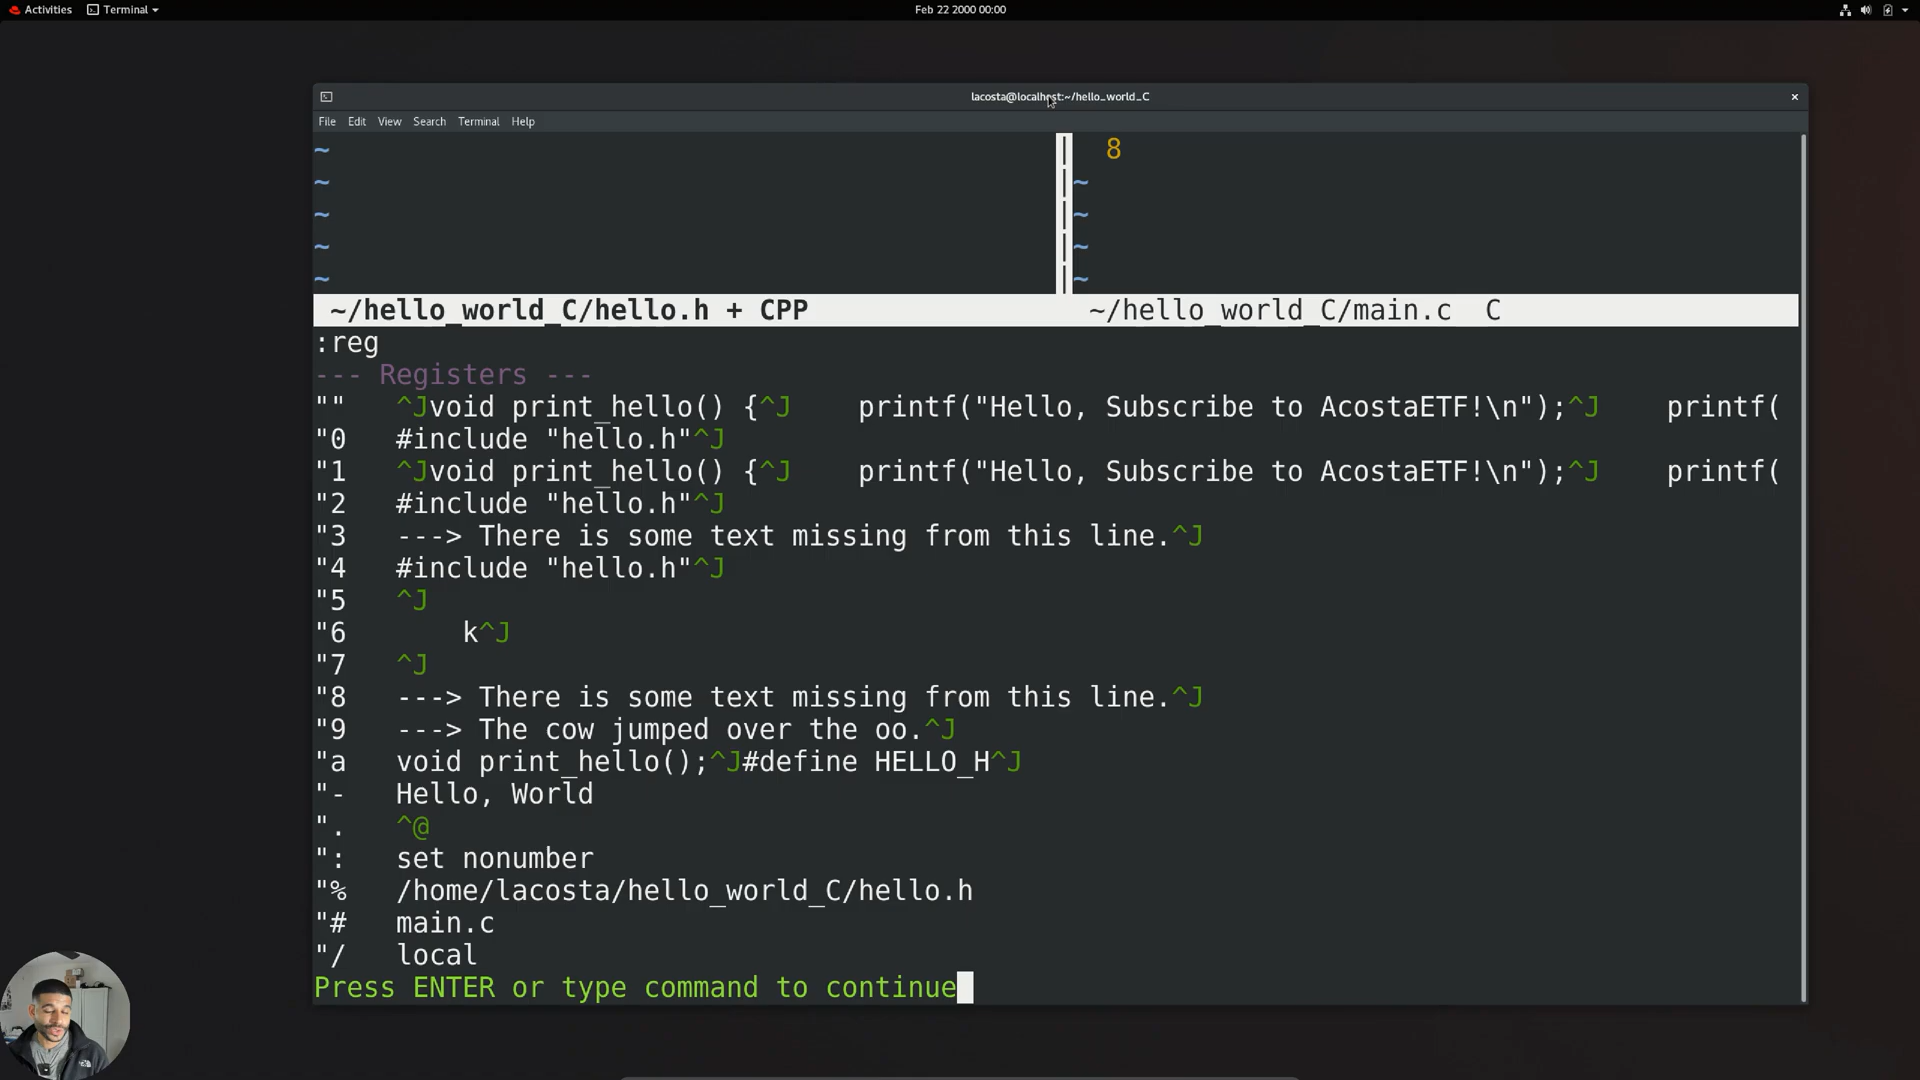 Activities Terminal Feb 22 2000 00:00
lacosta@localhost:~/hello_world_C
File Edit View Search Terminal Help
~ 8
~ ~
~ ~
~ ~
~ ~
~/hello_world_C/hello.h + CPP ~/hello_world_C/main.c C
:reg
--- Registers ---
"" ^Jvoid print_hello() {^J printf("Hello, Subscribe to AcostaETF!\n");^J printf(
"0 #include "hello.h"^J
"1 ^Jvoid print_hello() {^J printf("Hello, Subscribe to AcostaETF!\n");^J printf(
"2 #include "hello.h"^J
"3 ---> There is some text missing from this line.^J
"4 #include "hello.h"^J
"5 ^J
"6 k^J
"7 ^J
"8 ---> There is some text missing from this line.^J
"9 ---> The cow jumped over the oo.^J
"a void print_hello();^J#define HELLO_H^J
"- Hello, World
". ^@
": set nonumber
"% /home/lacosta/hello_world_C/hello.h
"# main.c
"/ local
Press ENTER or type command to continue